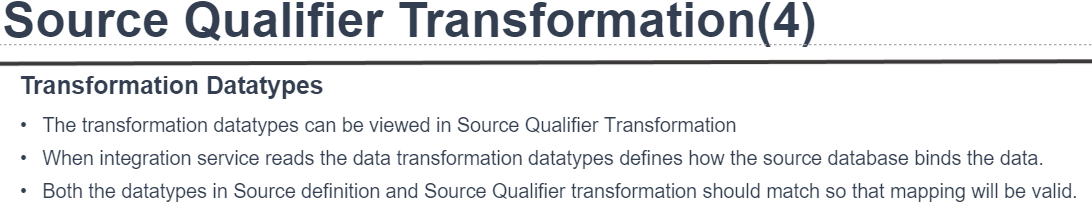 Source Qualifier Transformation(4)
Transformation Datatypes
• The transformation datatypes can be viewed in Source Qualifier Transformation
• When integration service reads the data transformation datatypes defines how the source database binds the data.
• Both the datatypes in Source definition and Source Qualifier transformation should match so that mapping will be valid.